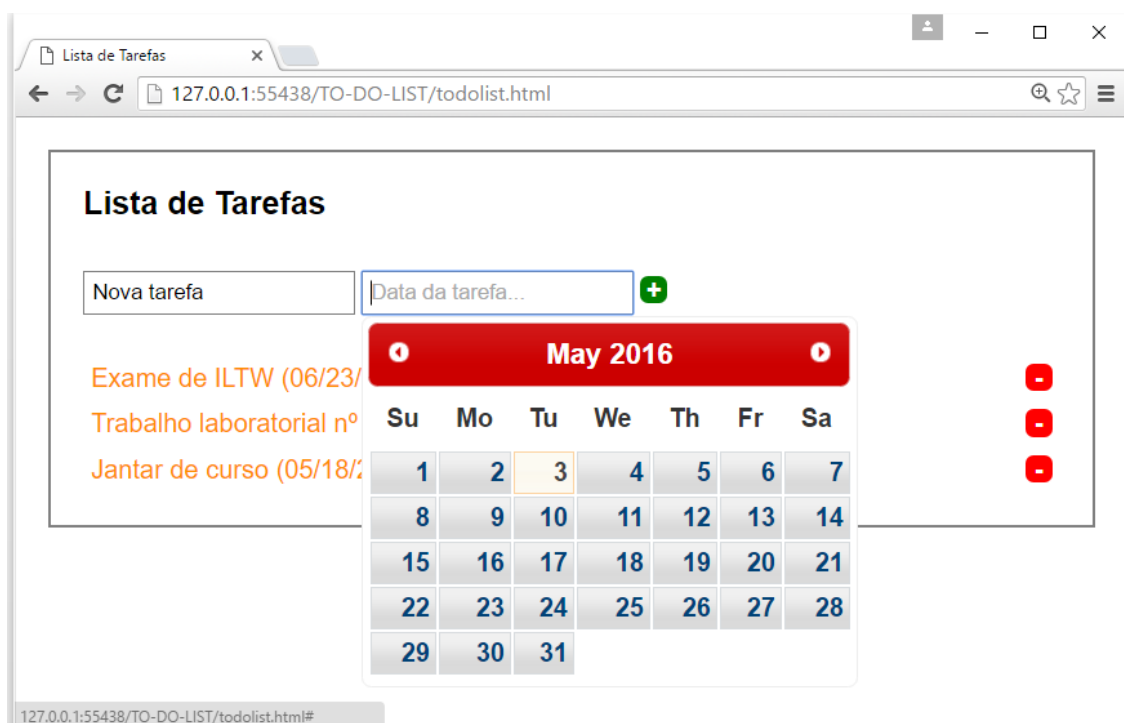 Lista de Tarefas
127.0.0.1:55438/TO-DO-LIST/todolist.html
Lista de Tarefas
Nova tarefa Data da tarefa... +
May 2016
Exame de ILTW (06/23/ -
Su Mo Tu We Th Fr Sa
Trabalho laboratorial nº -
Jantar de curso (05/18/ -
1 2 3 4 5 6 7
8 9 10 11 12 13 14
15 16 17 18 19 20 21
22 23 24 25 26 27 28
29 30 31
127.0.0.1:55438/TO-DO-LIST/todolist.html#